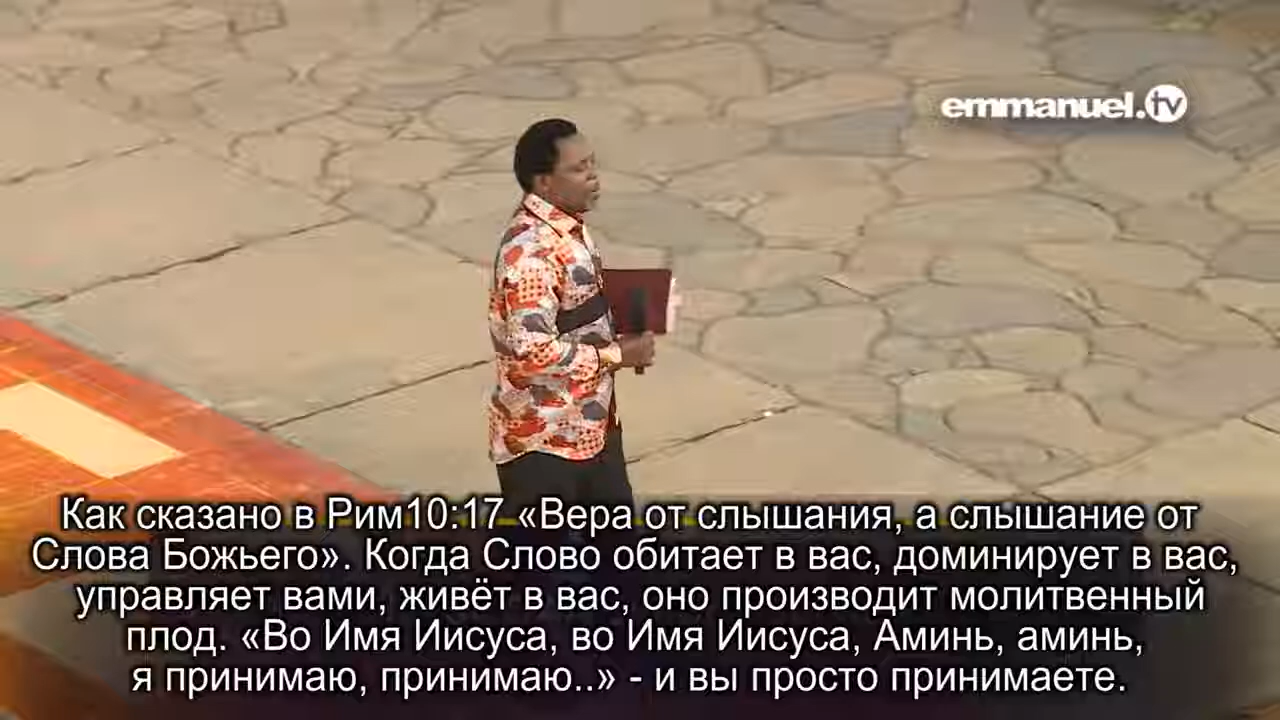 emmanuel.tv
Как сказано в Рим10:17 «Вера от слышания, а слышание от
Слова Божьего». Когда Слово обитает в вас, доминирует в вас,
управляет вами, живёт в вас, оно производит молитвенный
плод. «Во Имя Иисуса, во Имя Иисуса, Аминь, аминь,
я принимаю, принимаю..» - и вы просто принимаете.